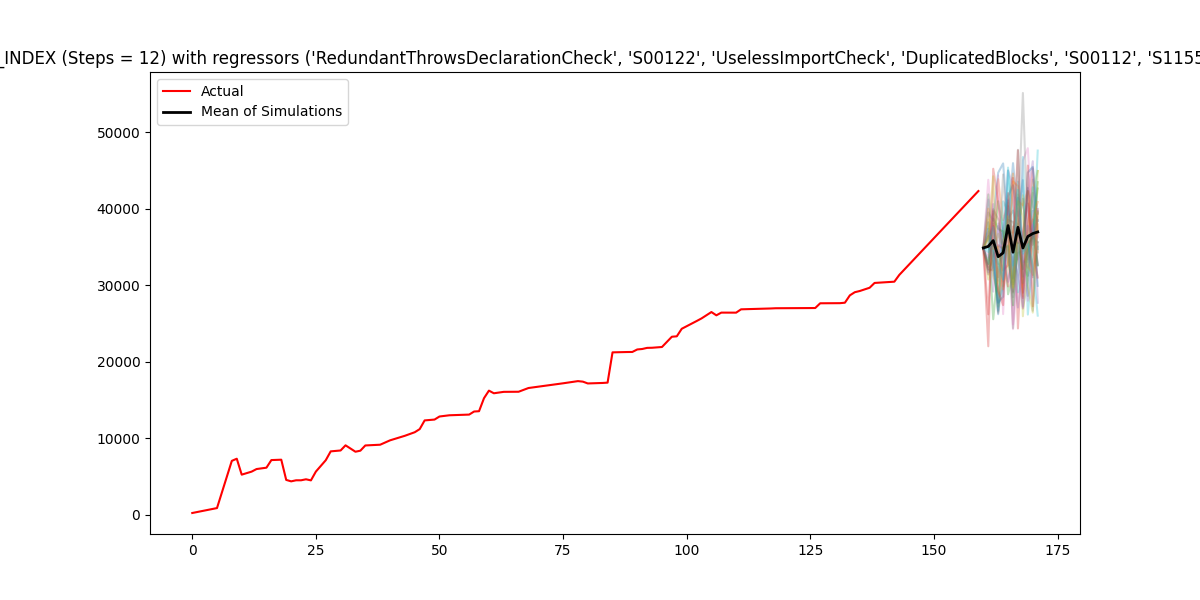 _INDEX (Steps = 12) with regressors ('RedundantThrowsDeclarationCheck', 'S00122', 'UselessImportCheck', 'DuplicatedBlocks', 'S00112', 'S1155
Actual
Mean of Simulations
50000
40000
30000
20000
10000
0
0 25 50 75 100 125 150 175